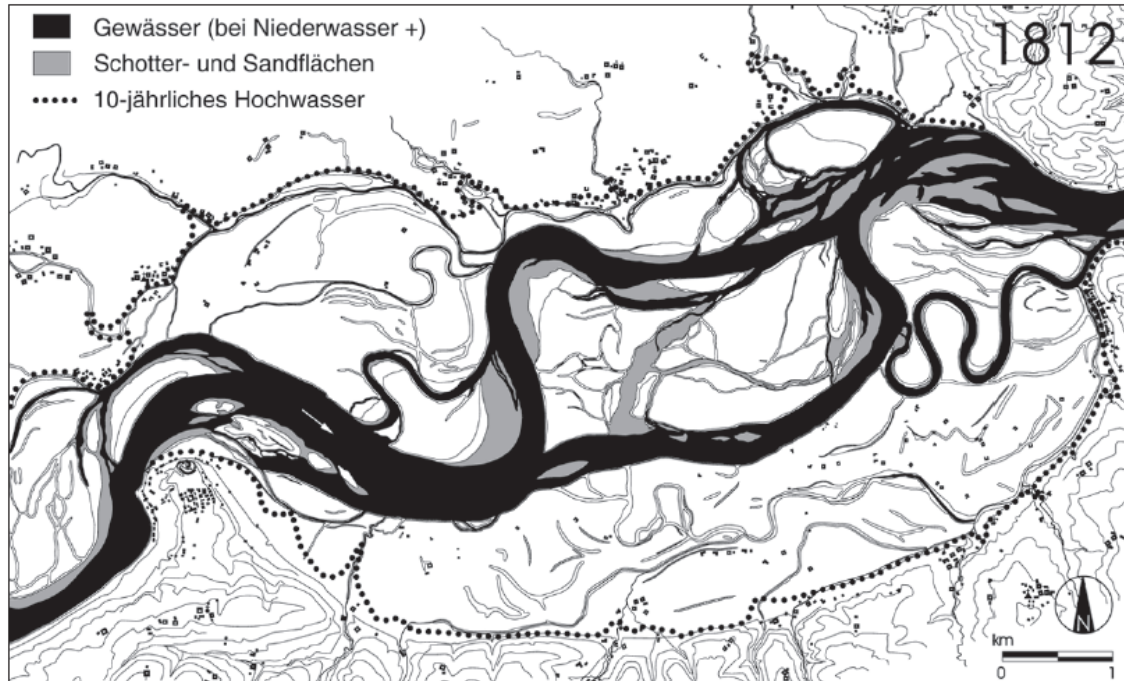 Gewässer (bei Niederwasser +)
Schotter- und Sandflächen
10-jährliches Hochwasser
1812
N
km
0 1